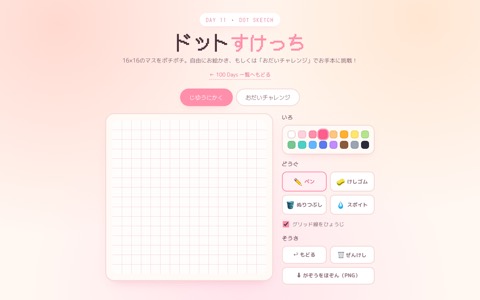 DAY 11 • DOT SKETCH
ドットすけっち
16×16のマスをポチポチ。自由にお絵かき、もしくは「おだいチャレンジ」でお手本に挑戦！
← 100 Days 一覧へもどる
じゆうにかく
おだいチャレンジ
いろ
どうぐ
ペン
けしゴム
ぬりつぶし
スポイト
グリッド線をひょうじ
そうさ
↩ もどる
ぜんけし
⬇ がぞうをほぞん (PNG)